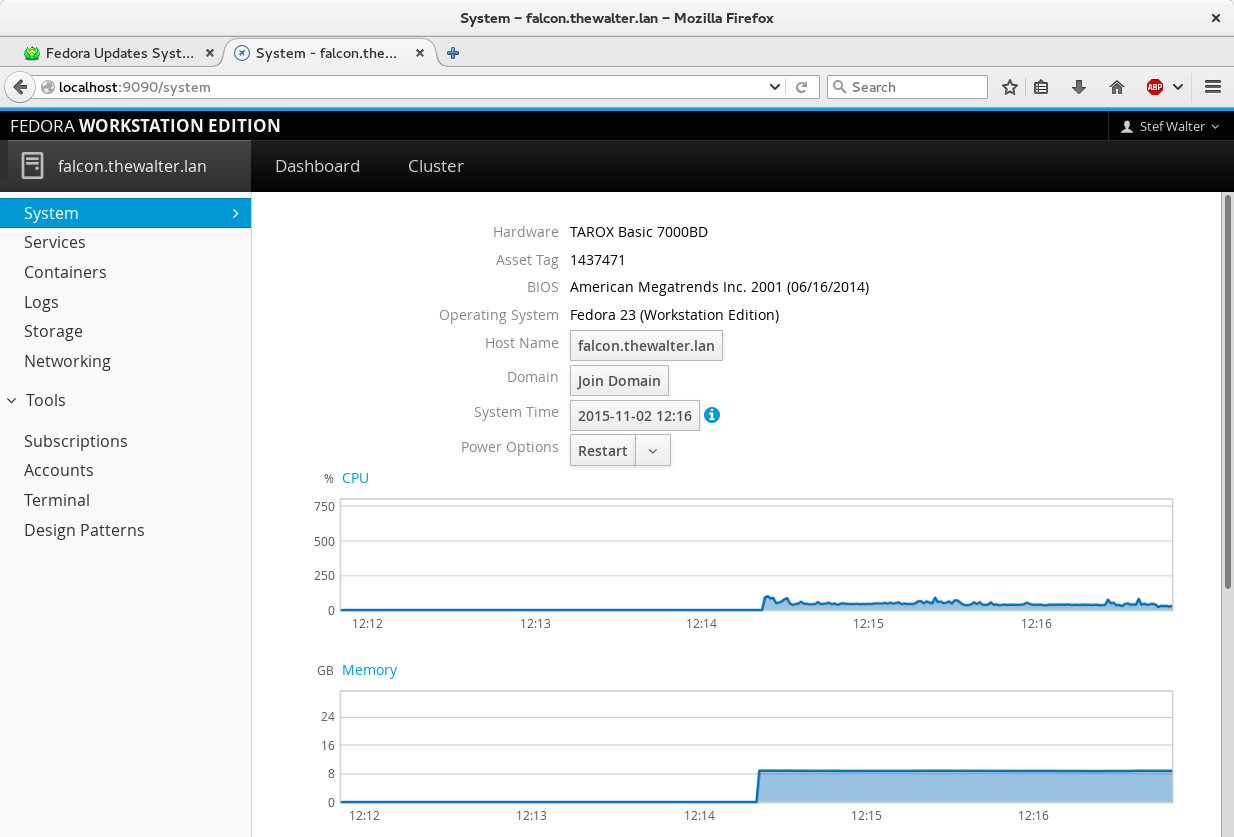 System – falcon.thewalter.lan – Mozilla Firefox
Fedora Updates Syst... System - falcon.the...
localhost:9090/system Search ABP
FEDORA WORKSTATION EDITION Stef Walter
falcon.thewalter.lan Dashboard Cluster
System
Services
Containers
Logs
Storage
Networking
Tools
Subscriptions
Accounts
Terminal
Design Patterns
Hardware TAROX Basic 7000BD
Asset Tag 1437471
BIOS American Megatrends Inc. 2001 (06/16/2014)
Operating System Fedora 23 (Workstation Edition)
Host Name falcon.thewalter.lan
Domain Join Domain
System Time 2015-11-02 12:16
Power Options Restart
% CPU
750
500
250
0
12:12 12:13 12:14 12:15 12:16
GB Memory
24
16
8
0
12:12 12:13 12:14 12:15 12:16